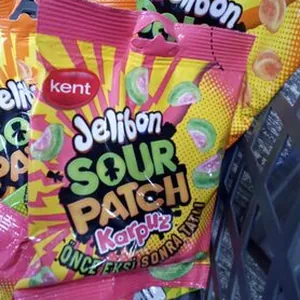 kent
Jelibon
SOUR
PATCH
Karpuz
ÖNCE EKŞİ SONRA TATLI